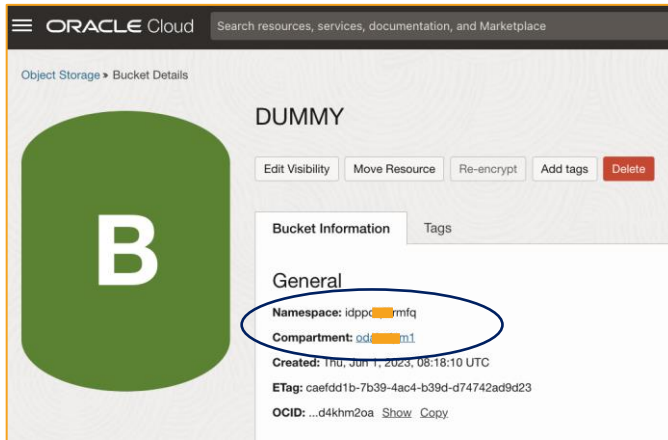 ORACLE Cloud
Search resources, services, documentation, and Marketplace
Object Storage » Bucket Details
B
DUMMY
Edit Visibility Move Resource Re-encrypt Add tags Delete
Bucket Information Tags
General
Namespace:
Compartment:
Created: Thu, Jun 1, 2023, 08:18:10 UTC
ETag: caefdd1b-7b39-4ac4-b39d-d74742ad9d23
OCID: ...d4khm2oa Show Copy